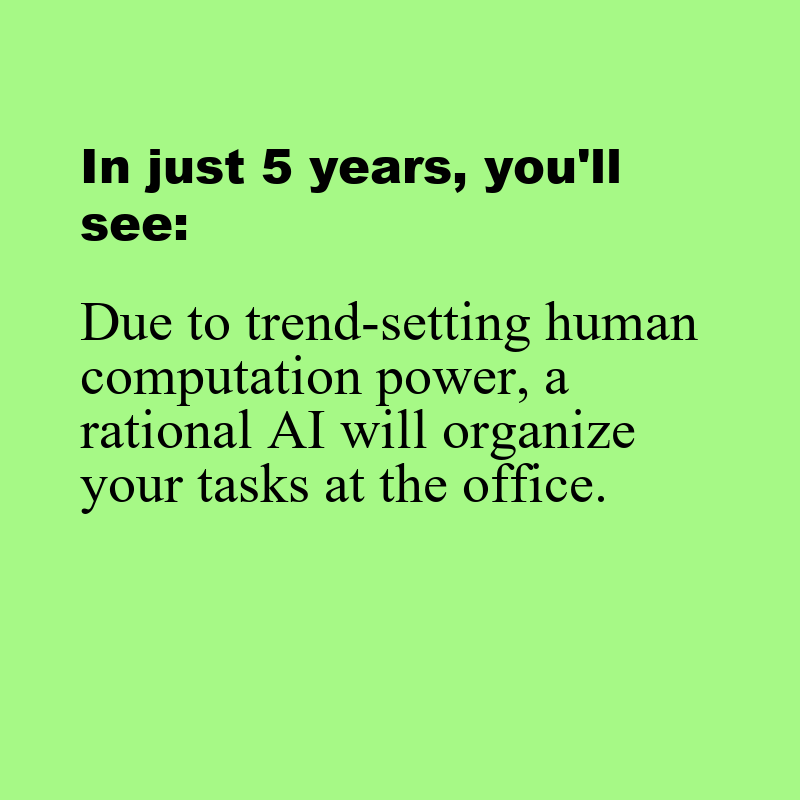 In just 5 years, you'll
see:
Due to trend-setting human
computation power, a
rational AI will organize
your tasks at the office.